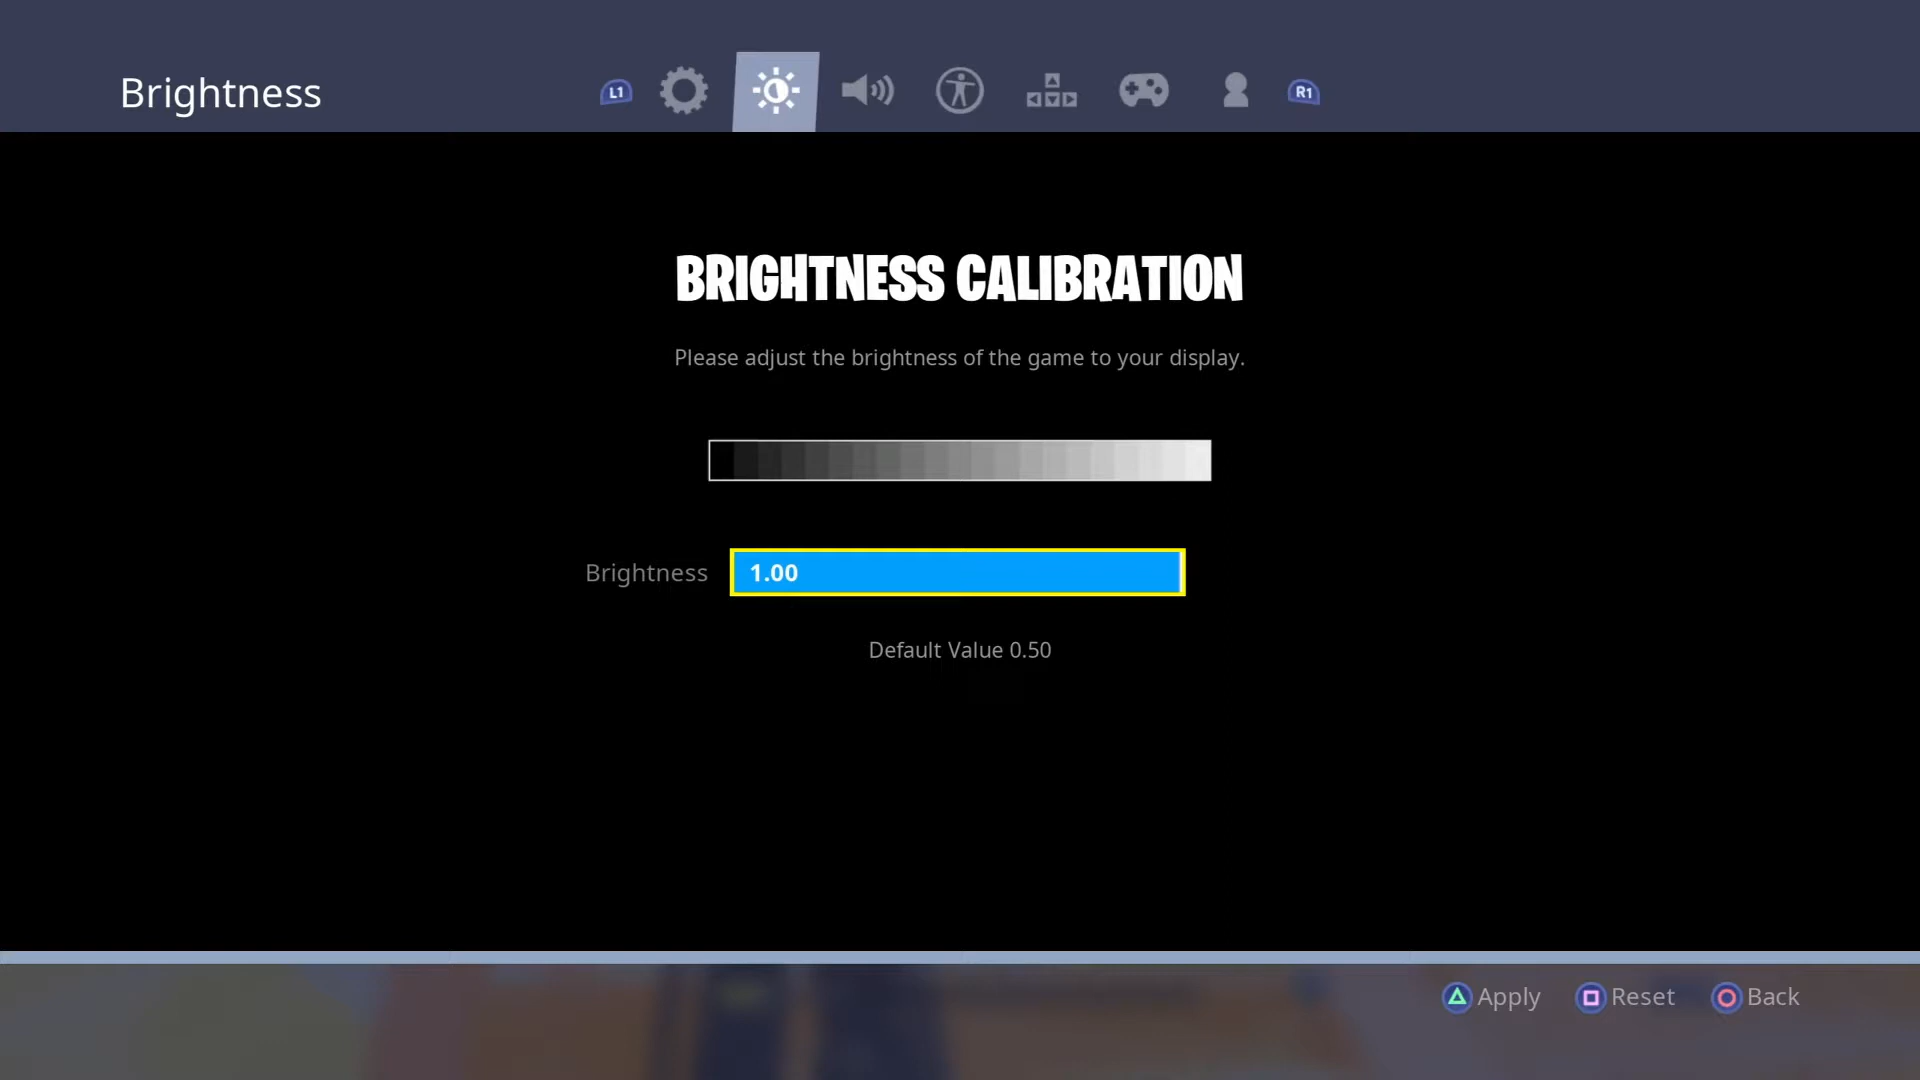 Brightness
L1
R1
BRIGHTNESS CALIBRATION
Please adjust the brightness of the game to your display.
Brightness 1.00
Default Value 0.50
Apply Reset Back